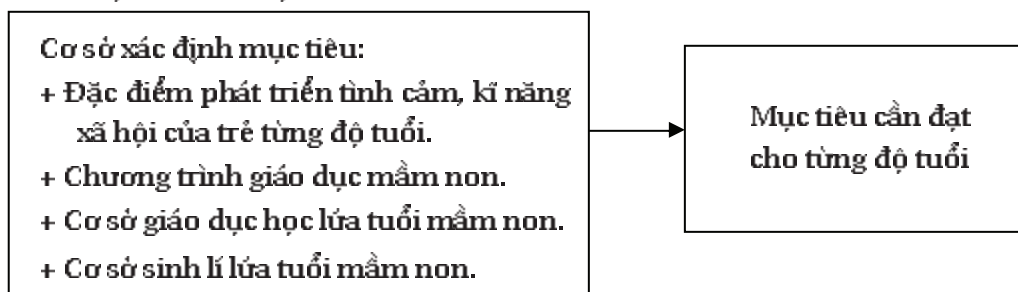 Cơ sở xác định mục tiêu:
+ Đặc điểm phát triển tình cảm, kĩ năng
xã hội của trẻ từng độ tuổi.
+ Chương trình giáo dục mầm non.
+ Cơ sở giáo dục học lứa tuổi mầm non.
+ Cơ sở sinh lí lứa tuổi mầm non.
Mục tiêu cần đạt
cho từng độ tuổi